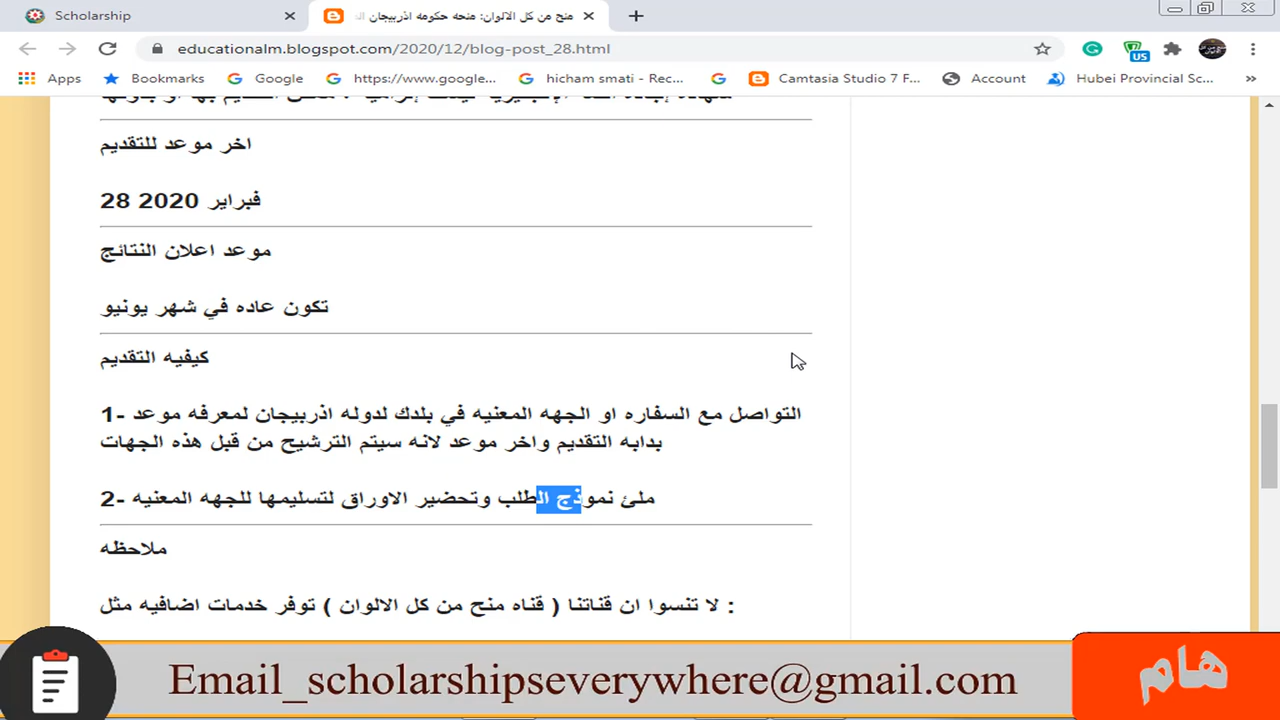 Scholarship
منح من كل الالوان: منحه حكومه اذربيجان
educationalm.blogspot.com/2020/12/blog-post_28.html
US
Apps
Bookmarks
Google
https://www.google...
hicham smati - Rec...
Camtasia Studio 7 F...
Account
Hubei Provincial Sc...
»
اخر موعد للتقديم
28 فبراير 2020
موعد اعلان النتائج
تكون عاده في شهر يونيو
كيفيه التقديم
1- التواصل مع السفاره او الجهه المعنيه في بلدك لدوله اذربيجان لمعرفه موعد
بدابه التقديم واخر موعد لانه سيتم الترشيح من قبل هذه الجهات
2- ملئ نموذج الطلب وتحضير الاوراق لتسليمها للجهه المعنيه
ملاحظه
لا تنسوا ان قناتنا ( قناه منح من كل الالوان ) توفر خدمات اضافيه مثل :
Email_scholarshipseverywhere@gmail.com
هام